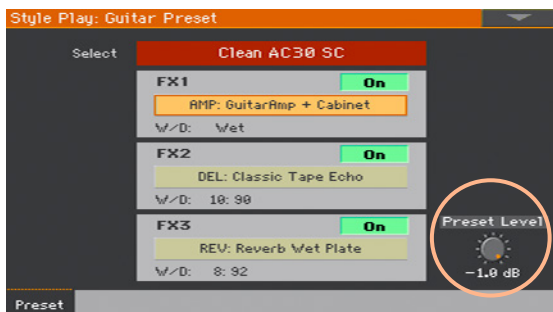 Style Play: Guitar Preset
Select Clean AC30 SC
FX1 On
AMP: GuitarAmp + Cabinet
W/D: Wet
FX2 On
DEL: Classic Tape Echo
W/D: 10:90
FX3 On
REV: Reverb Wet Plate
W/D: 8:92
Preset Level
-1.0 dB
Preset